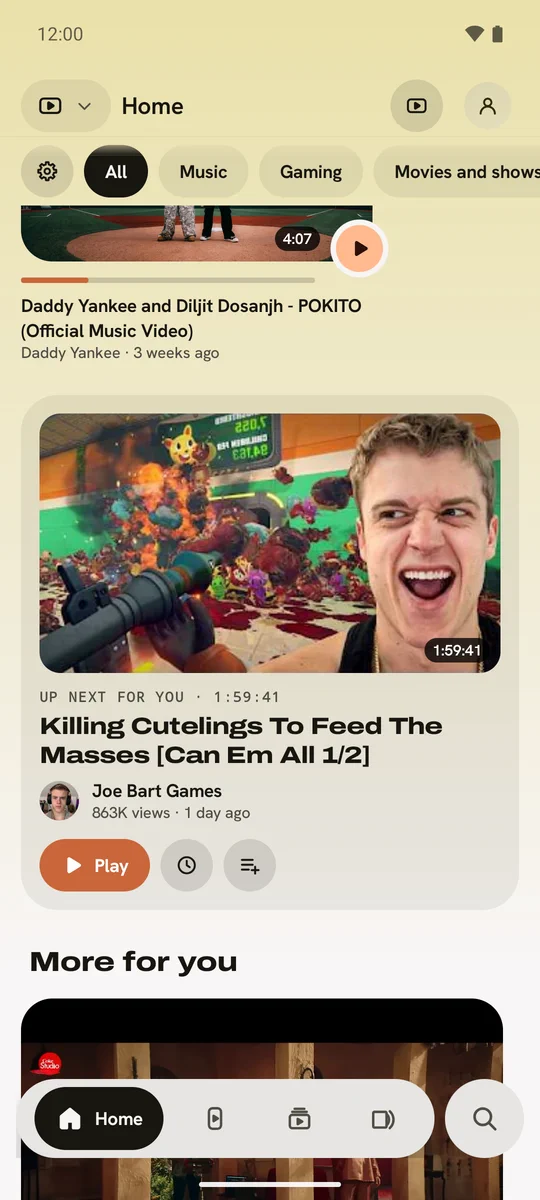 12:00
Home
All
Music
Gaming
Movies and shows
4:07
Daddy Yankee and Diljit Dosanjh - POKITO
(Official Music Video)
Daddy Yankee · 3 weeks ago
1:59:41
UP NEXT FOR YOU · 1:59:41
Killing Cutelings To Feed The
Masses [Can Em All 1/2]
Joe Bart Games
863K views · 1 day ago
Play
More for you
Studio
Home